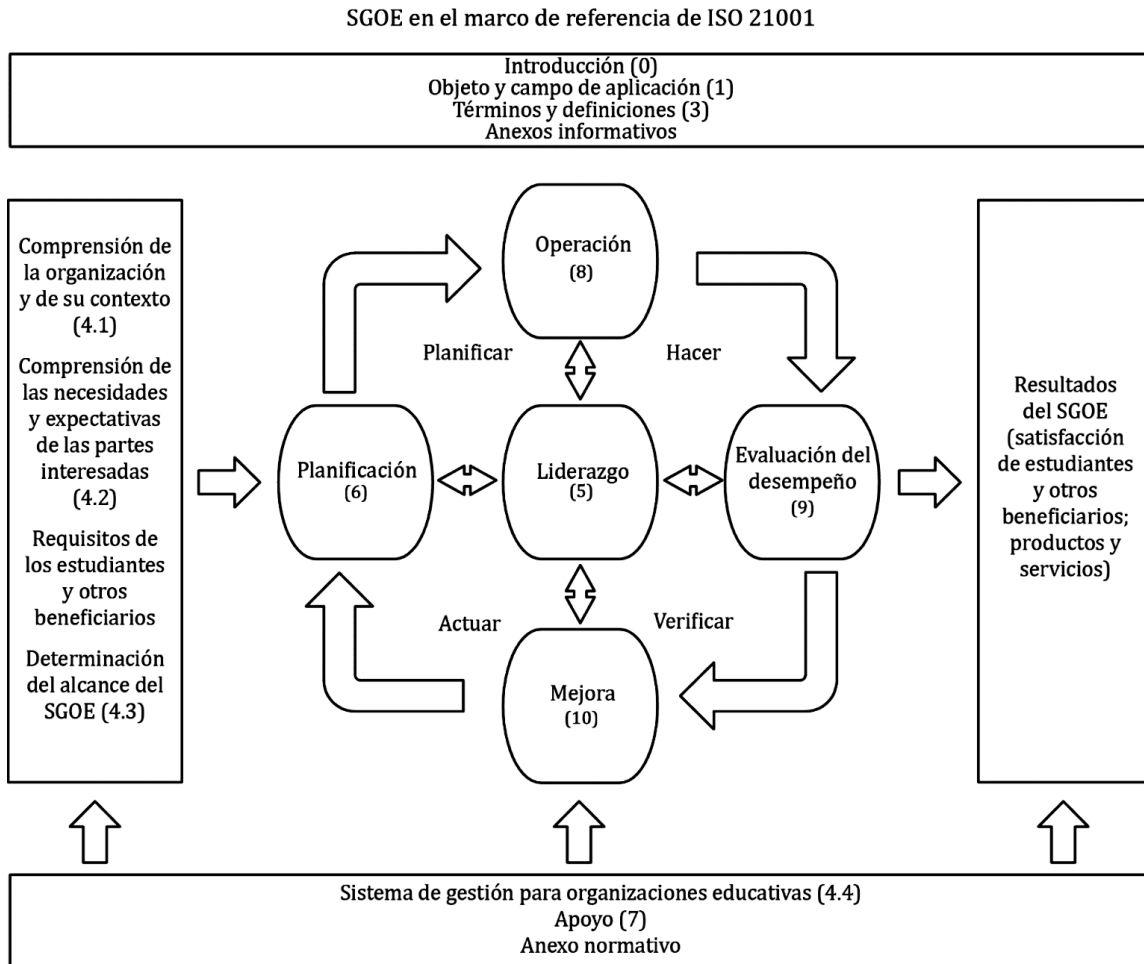 SGOE en el marco de referencia de ISO 21001
Introducción (0)
Objeto y campo de aplicación (1)
Términos y definiciones (3)
Anexos informativos
Comprensión de
la organización
y de su contexto
(4.1)
Comprensión de
las necesidades
y expectativas
de las partes
interesadas
(4.2)
Requisitos de
los estudiantes
y otros
beneficiarios
Determinación
del alcance del
SGOE (4.3)
Operación
(8)
Planificar
Hacer
Planificación
(6)
Liderazgo
(5)
Evaluación del
desempeño
(9)
Actuar
Verificar
Mejora
(10)
Resultados
del SGOE
(satisfacción
de estudiantes
y otros
beneficiarios;
productos y
servicios)
Sistema de gestión para organizaciones educativas (4.4)
Apoyo (7)
Anexo normativo